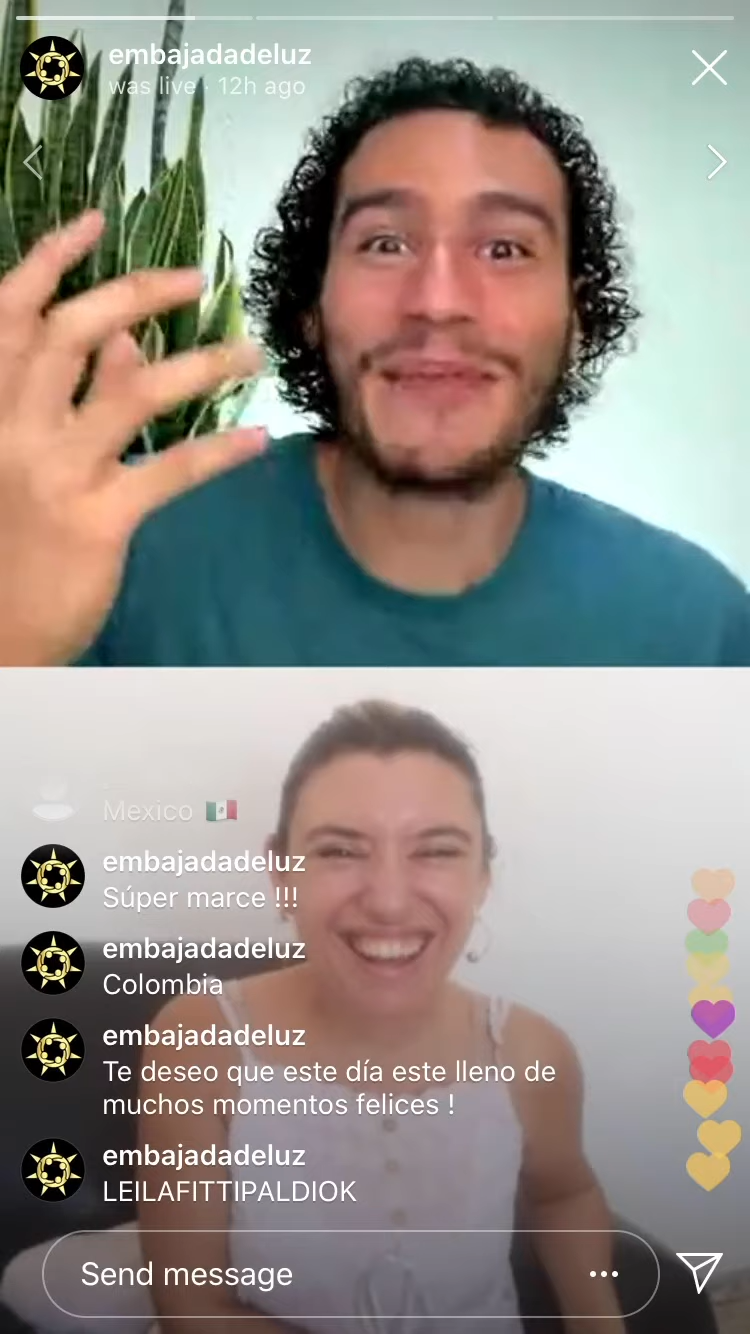 embajadadeluz
was live · 12h ago
Mexico 🇲🇽
embajadadeluz
Súper marce !!!
embajadadeluz
Colombia
embajadadeluz
Te deseo que este día este lleno de
muchos momentos felices !
embajadadeluz
LEILAFITTIPALDIOK
Send message